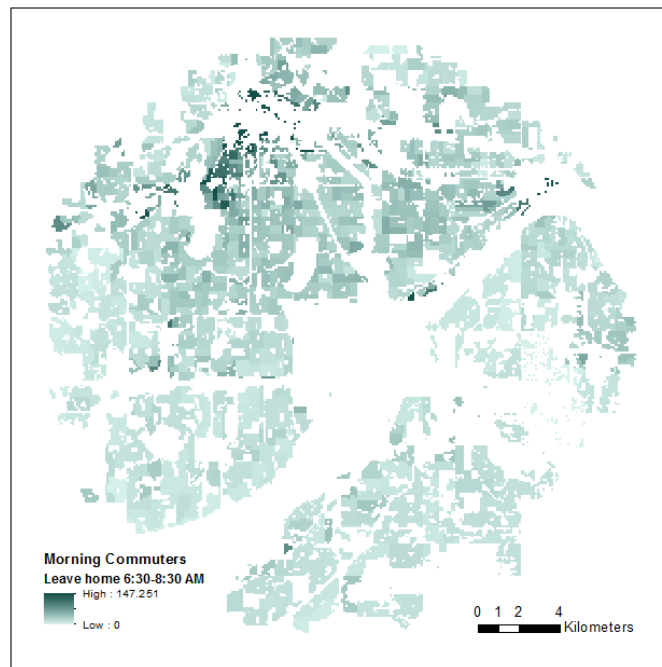 Morning Commuters
Leave home 6:30-8:30 AM
High : 147.251
Low : 0
0 1 2 4
Kilometers